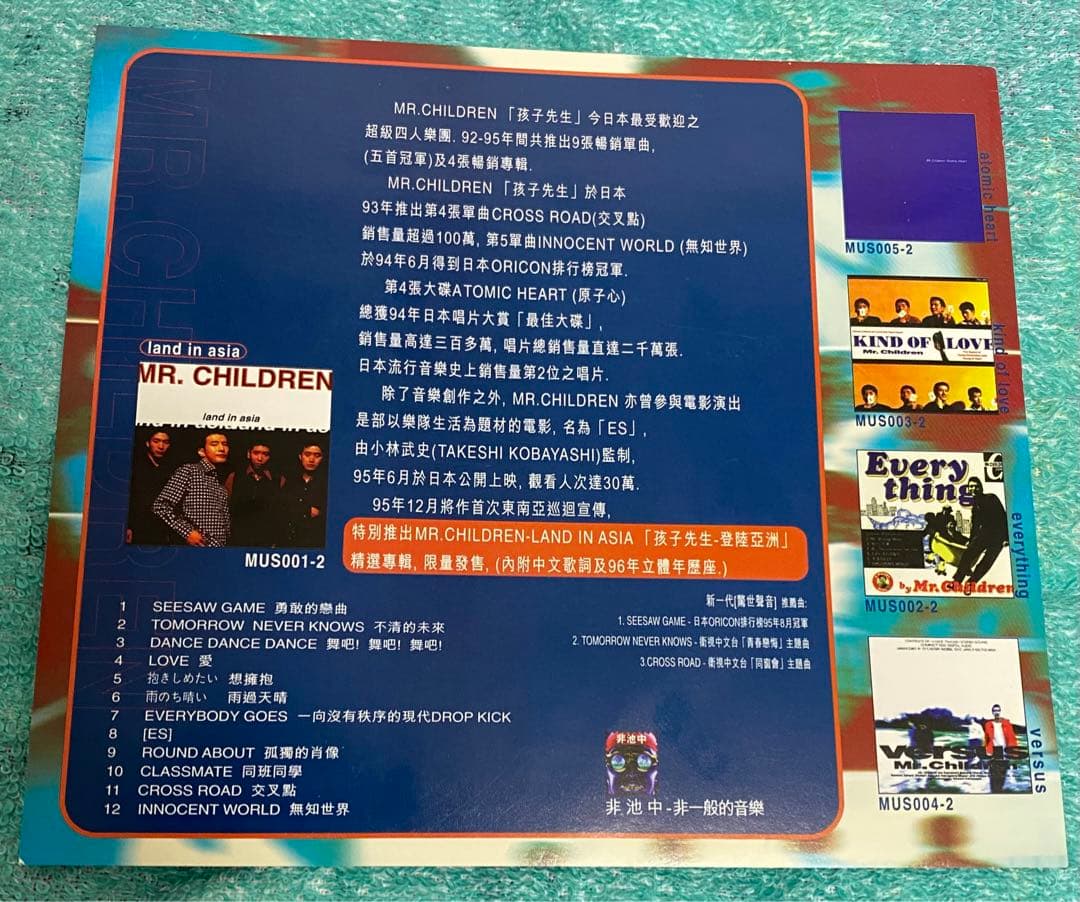 MR.CHILDREN
MR.CHILDREN 「孩子先生」今日本最受歡迎之
超級四人樂團. 92-95年間共推出9張暢銷單曲,
(五首冠軍)及4張暢銷專輯.
MR.CHILDREN 「孩子先生」於日本
93年推出第4張單曲CROSS ROAD(交叉點)
銷售量超過100萬, 第5單曲INNOCENT WORLD (無知世界)
於94年6月得到日本ORICON排行榜冠軍.
第4張大碟ATOMIC HEART (原子心)
總獲94年日本唱片大賞「最佳大碟」,
銷售量高達三百多萬, 唱片總銷售量直達二千萬張.
日本流行音樂史上銷售量第2位之唱片.
除了音樂創作之外, MR.CHILDREN 亦曾參與電影演出
是部以樂隊生活為題材的電影, 名為「ES」,
由小林武史(TAKESHI KOBAYASHI)監制,
95年6月於日本公開上映, 觀看人次達30萬.
95年12月將作首次東南亞巡迴宣傳,
特別推出MR.CHILDREN-LAND IN ASIA 「孩子先生-登陸亞洲」
精選專輯, 限量發售, (內附中文歌詞及96年立體年歷座.)
land in asia
MR. CHILDREN
land in asia
MUS001-2
1 SEESAW GAME 勇敢的戀曲
2 TOMORROW NEVER KNOWS 不清的未來
3 DANCE DANCE DANCE 舞吧! 舞吧! 舞吧!
4 LOVE 愛
5 抱きしめたい 想擁抱
6 雨のち晴い 雨過天晴
7 EVERYBODY GOES 一向沒有秩序的現代DROP KICK
8 [ES]
9 ROUND ABOUT 孤獨的肖像
10 CLASSMATE 同班同學
11 CROSS ROAD 交叉點
12 INNOCENT WORLD 無知世界
新一代[驚世聲音] 推薦曲:
1. SEESAW GAME - 日本ORICON排行榜95年8月冠軍
2. TOMORROW NEVER KNOWS - 衛視中文台「青春戀悔」主題曲
3.CROSS ROAD - 衛視中文台「同窗會」主題曲
非池中
非池中-非一般的音樂
atomic heart
MUS005-2
KIND OF LOVE
Mr. Children
kind of love
MUS003-2
Every
thing
by Mr. Children
everything
MUS002-2
versus
Mr. Children
versus
MUS004-2